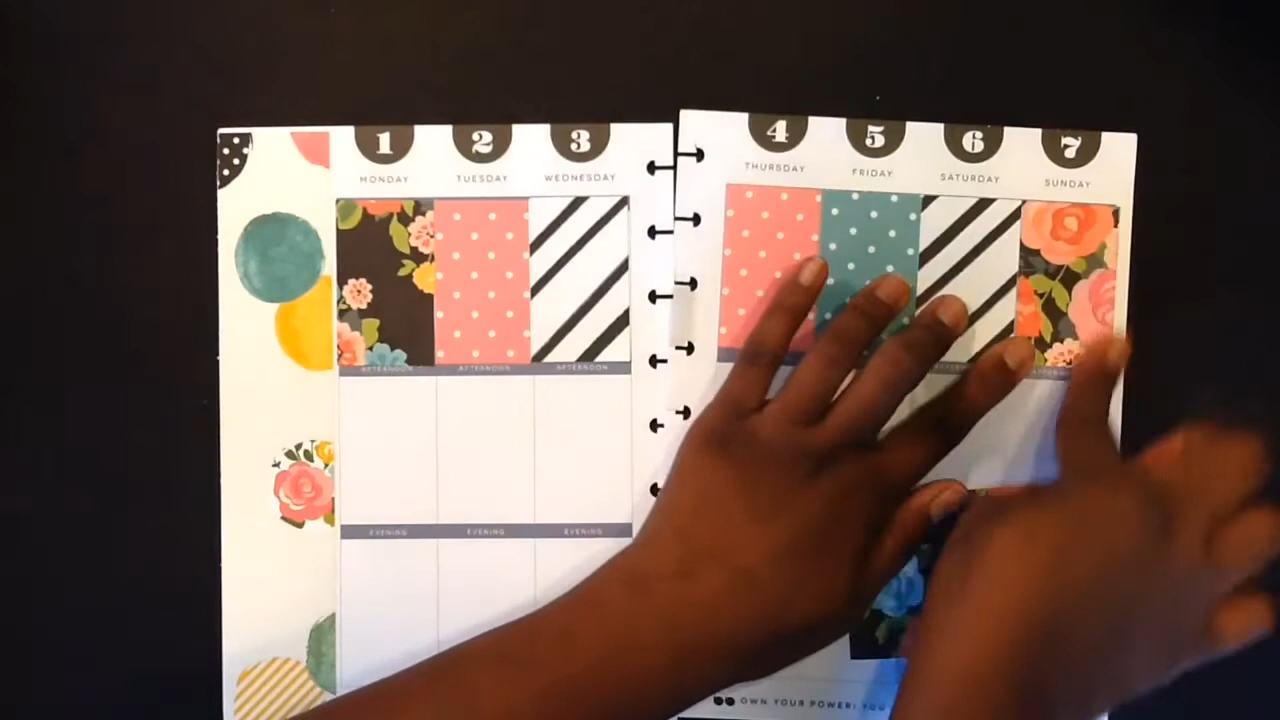 1 2 3
MONDAY TUESDAY WEDNESDAY
4 5 6 7
THURSDAY FRIDAY SATURDAY SUNDAY
AFTERNOON AFTERNOON AFTERNOON
EVENING EVENING EVENING
OWN YOUR POWER! YOU